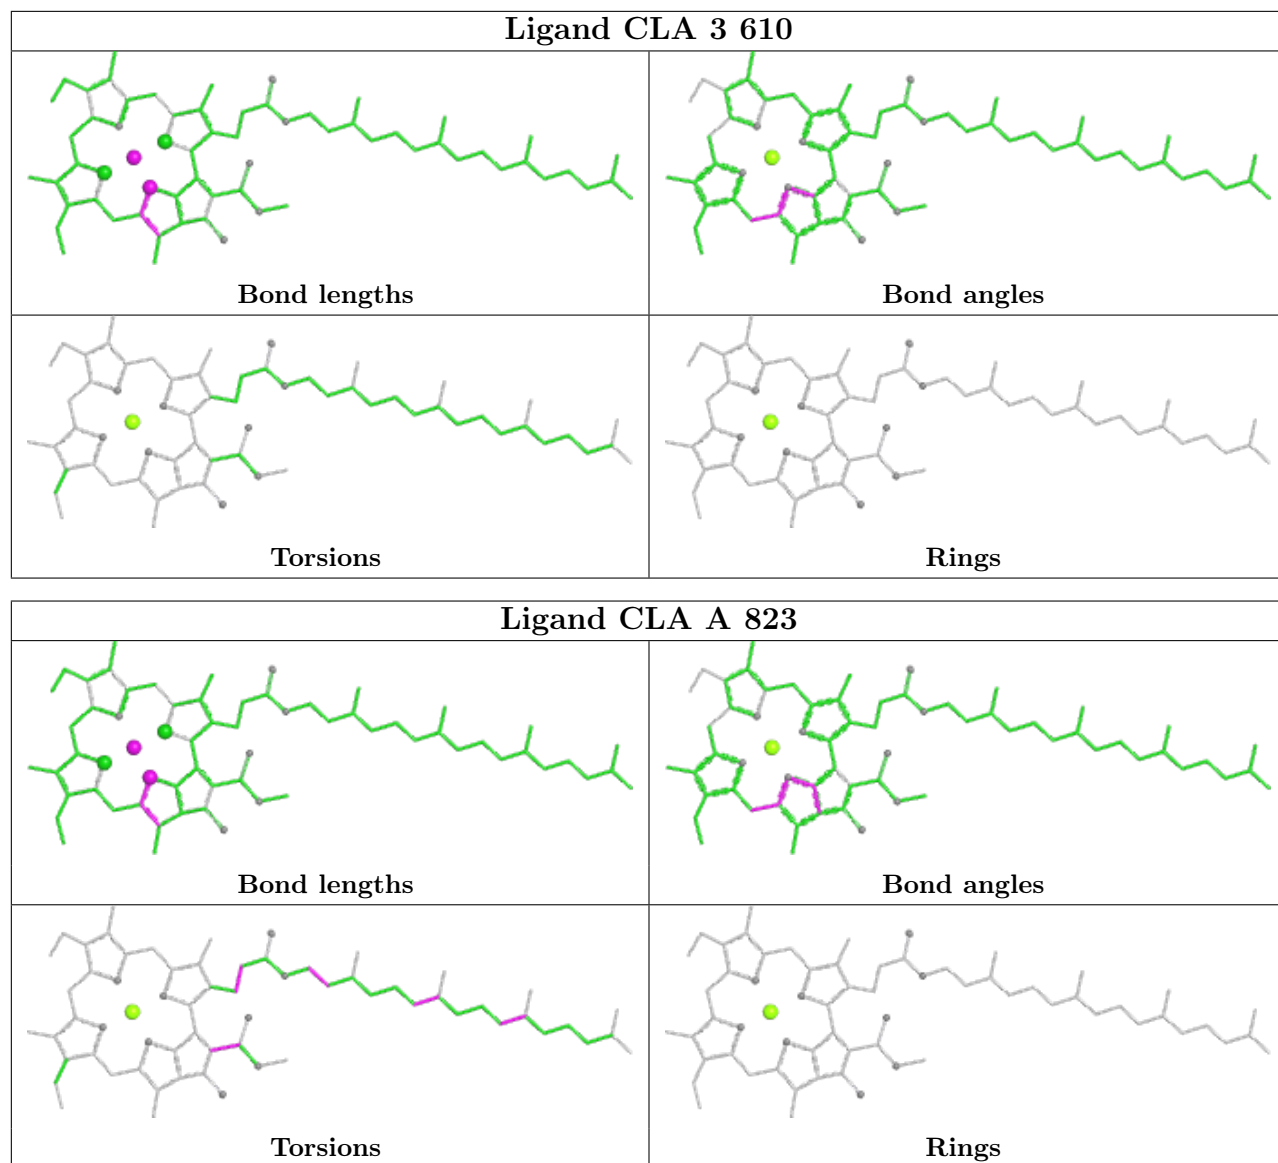 Ligand CLA 3 610
Bond lengths
Bond angles
Torsions
Rings
Ligand CLA A 823
Bond lengths
Bond angles
Torsions
Rings